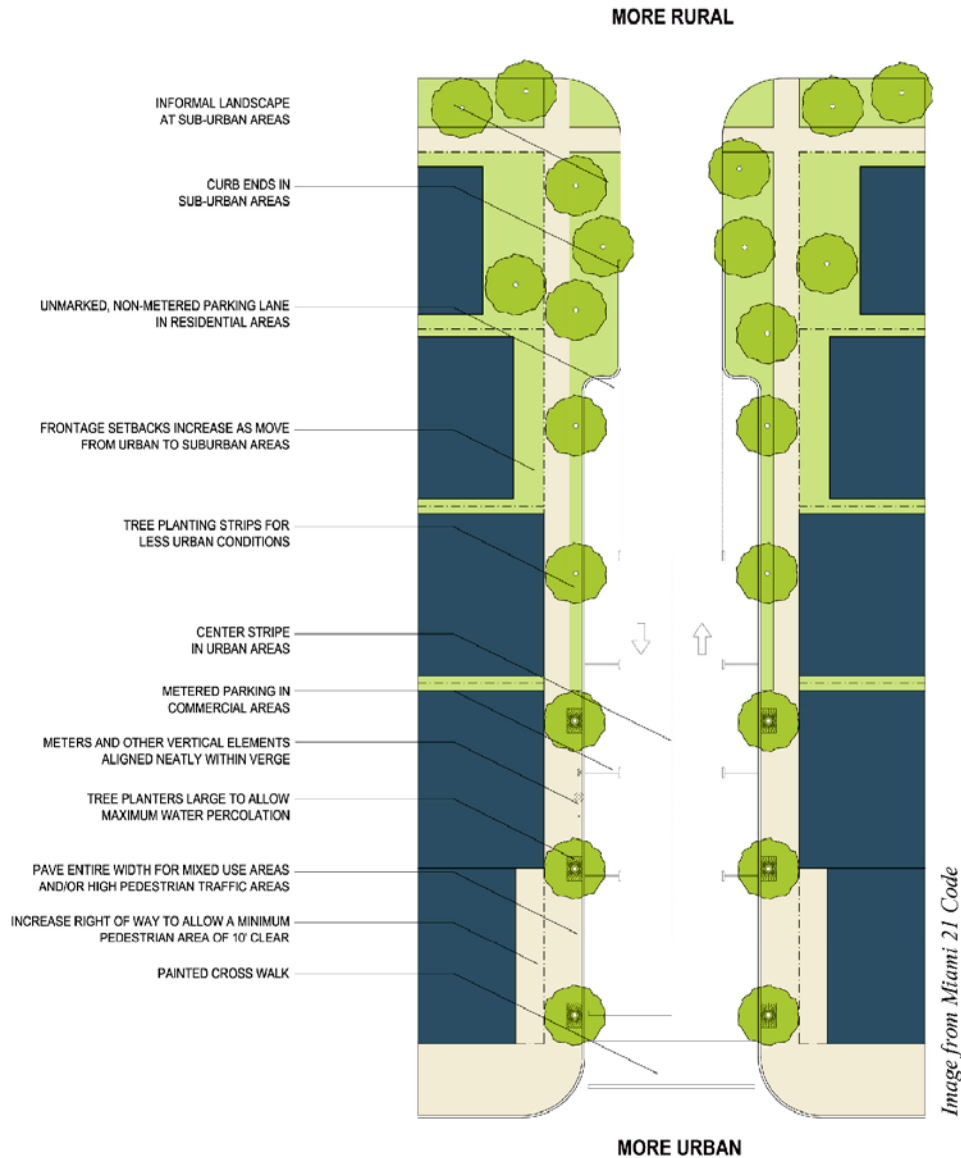 MORE RURAL
INFORMAL LANDSCAPE
AT SUB-URBAN AREAS
CURB ENDS IN
SUB-URBAN AREAS
UNMARKED, NON-METERED PARKING LANE
IN RESIDENTIAL AREAS
FRONTAGE SETBACKS INCREASE AS MOVE
FROM URBAN TO SUBURBAN AREAS
TREE PLANTING STRIPS FOR
LESS URBAN CONDITIONS
CENTER STRIPE
IN URBAN AREAS
METERED PARKING IN
COMMERCIAL AREAS
METERS AND OTHER VERTICAL ELEMENTS
ALIGNED NEATLY WITHIN VERGE
TREE PLANTERS LARGE TO ALLOW
MAXIMUM WATER PERCOLATION
PAVE ENTIRE WIDTH FOR MIXED USE AREAS
AND/OR HIGH PEDESTRIAN TRAFFIC AREAS
INCREASE RIGHT OF WAY TO ALLOW A MINIMUM
PEDESTRIAN AREA OF 10' CLEAR
PAINTED CROSS WALK
Image from Miami 21 Code
MORE URBAN